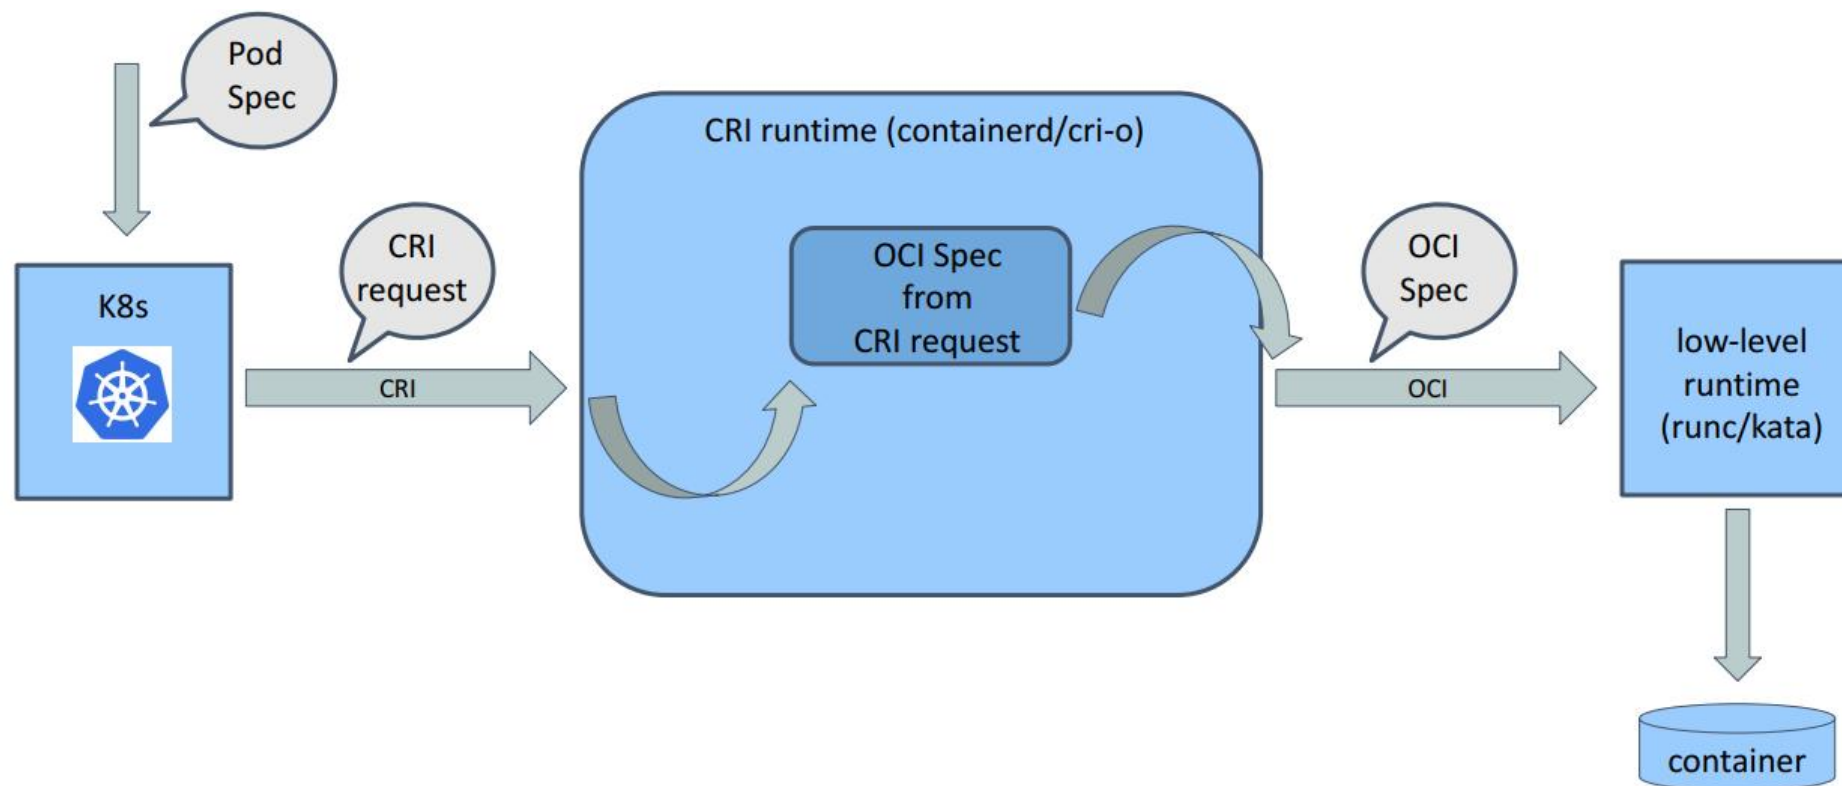 Pod
Spec
CRI runtime (containerd/cri-o)
K8s
CRI
request
CRI
OCI Spec
from
CRI request
OCI
Spec
OCI
low-level
runtime
(runc/kata)
container